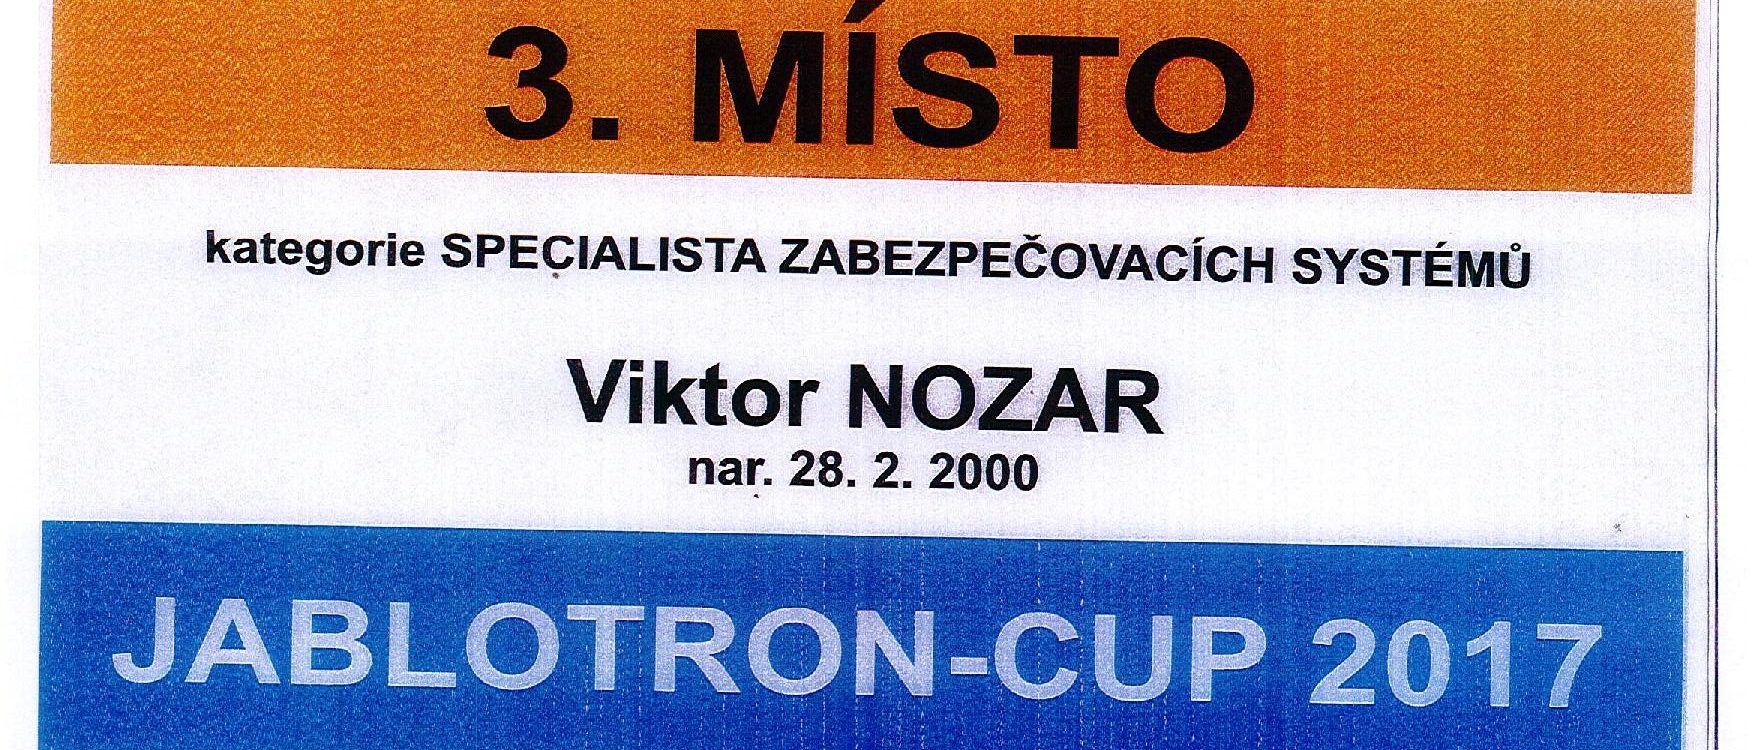 3. MÍSTO
kategorie SPECIALISTA ZABEZPEČOVACÍCH SYSTÉMŮ
Viktor NOZAR
nar. 28. 2. 2000
JABLOTRON-CUP 2017